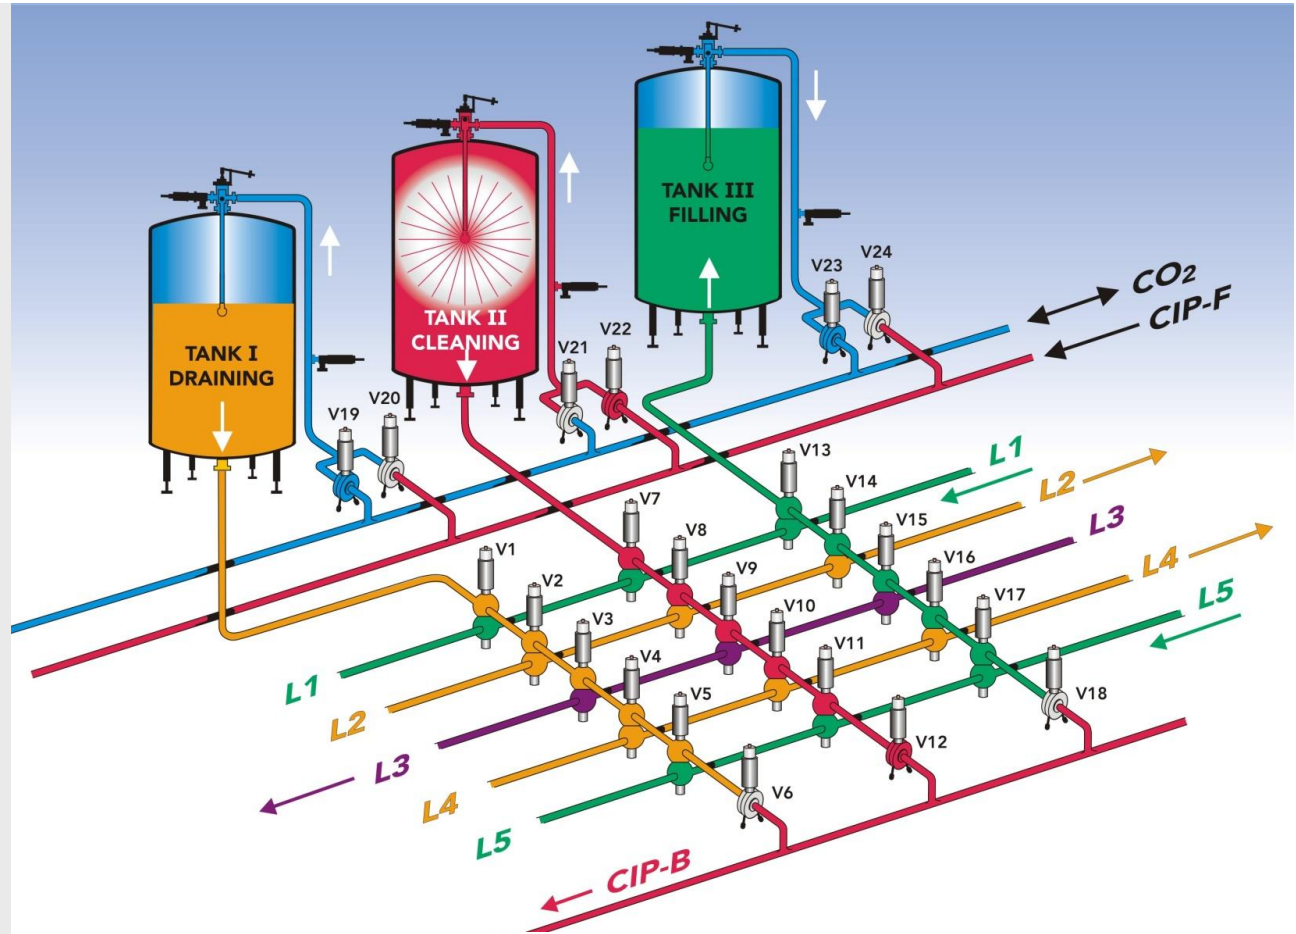 TANK III
FILLING
V23
V24
CO2
CIP-F
TANK II
CLEANING
V21
V22
TANK I
DRAINING
V19
V20
V13
L1
V14
L2
V7
V15
L3
V8
V16
L4
V1
V9
V17
L5
V2
V10
V3
V11
V18
V4
L1
V5
V12
L2
L3
V6
L4
L5
CIP-B